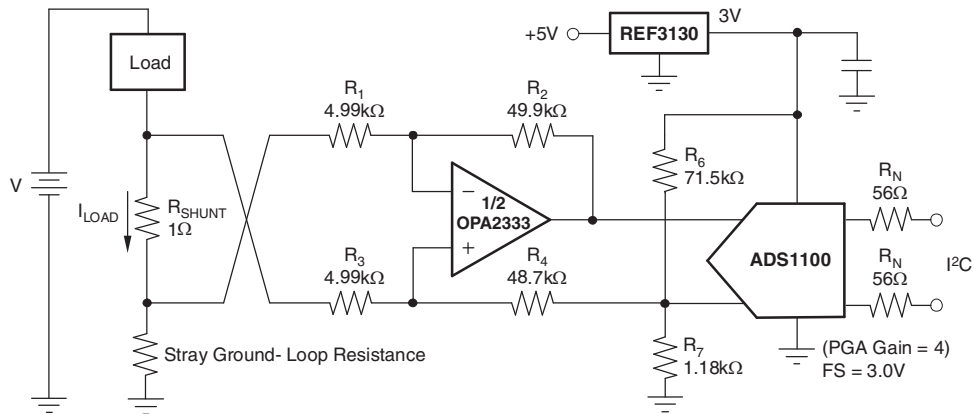 3V
+5V
REF3130
Load
R1
4.99kΩ
R2
49.9kΩ
R6
71.5kΩ
V
ILOAD
RSHUNT
1Ω
−
1/2
OPA2333
+
ADS1100
RN
56Ω
RN
56Ω
I²C
R3
4.99kΩ
R4
48.7kΩ
Stray Ground- Loop Resistance
R7
1.18kΩ
(PGA Gain = 4)
FS = 3.0V